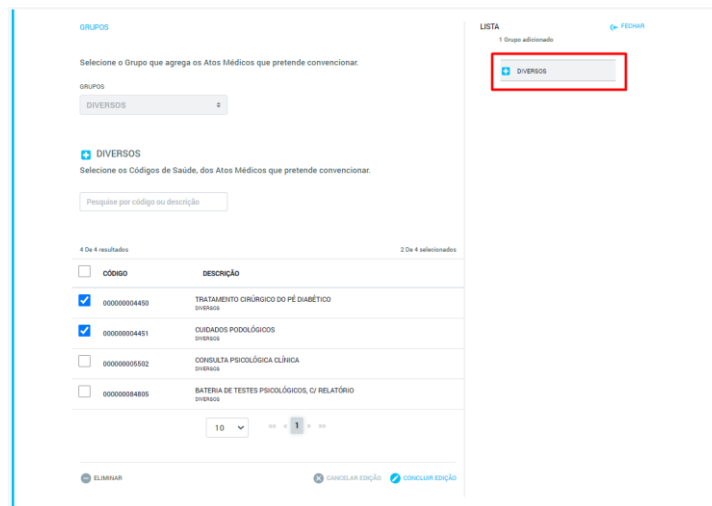 GRUPOS
Selecione o Grupo que agrega os Atos Médicos que pretende convencionar.
GRUPOS
DIVERSOS
DIVERSOS
Selecione os Códigos de Saúde, dos Atos Médicos que pretende convencionar.
Pesquise por código ou descrição
4 De 4 resultados
2 De 4 selecionados
CÓDIGO DESCRIÇÃO
000000004450 TRATAMENTO CIRÚRGICO DO PÉ DIABÉTICO
DIVERSOS
000000004451 CUIDADOS PODOLÓGICOS
DIVERSOS
000000005502 CONSULTA PSICOLÓGICA CLÍNICA
DIVERSOS
000000084805 BATERIA DE TESTES PSICOLÓGICOS, C/ RELATÓRIO
DIVERSOS
10 «« « 1 » »»
ELIMINAR CANCELAR EDIÇÃO CONCLUIR EDIÇÃO
LISTA FECHAR
1 Grupo adicionado
DIVERSOS